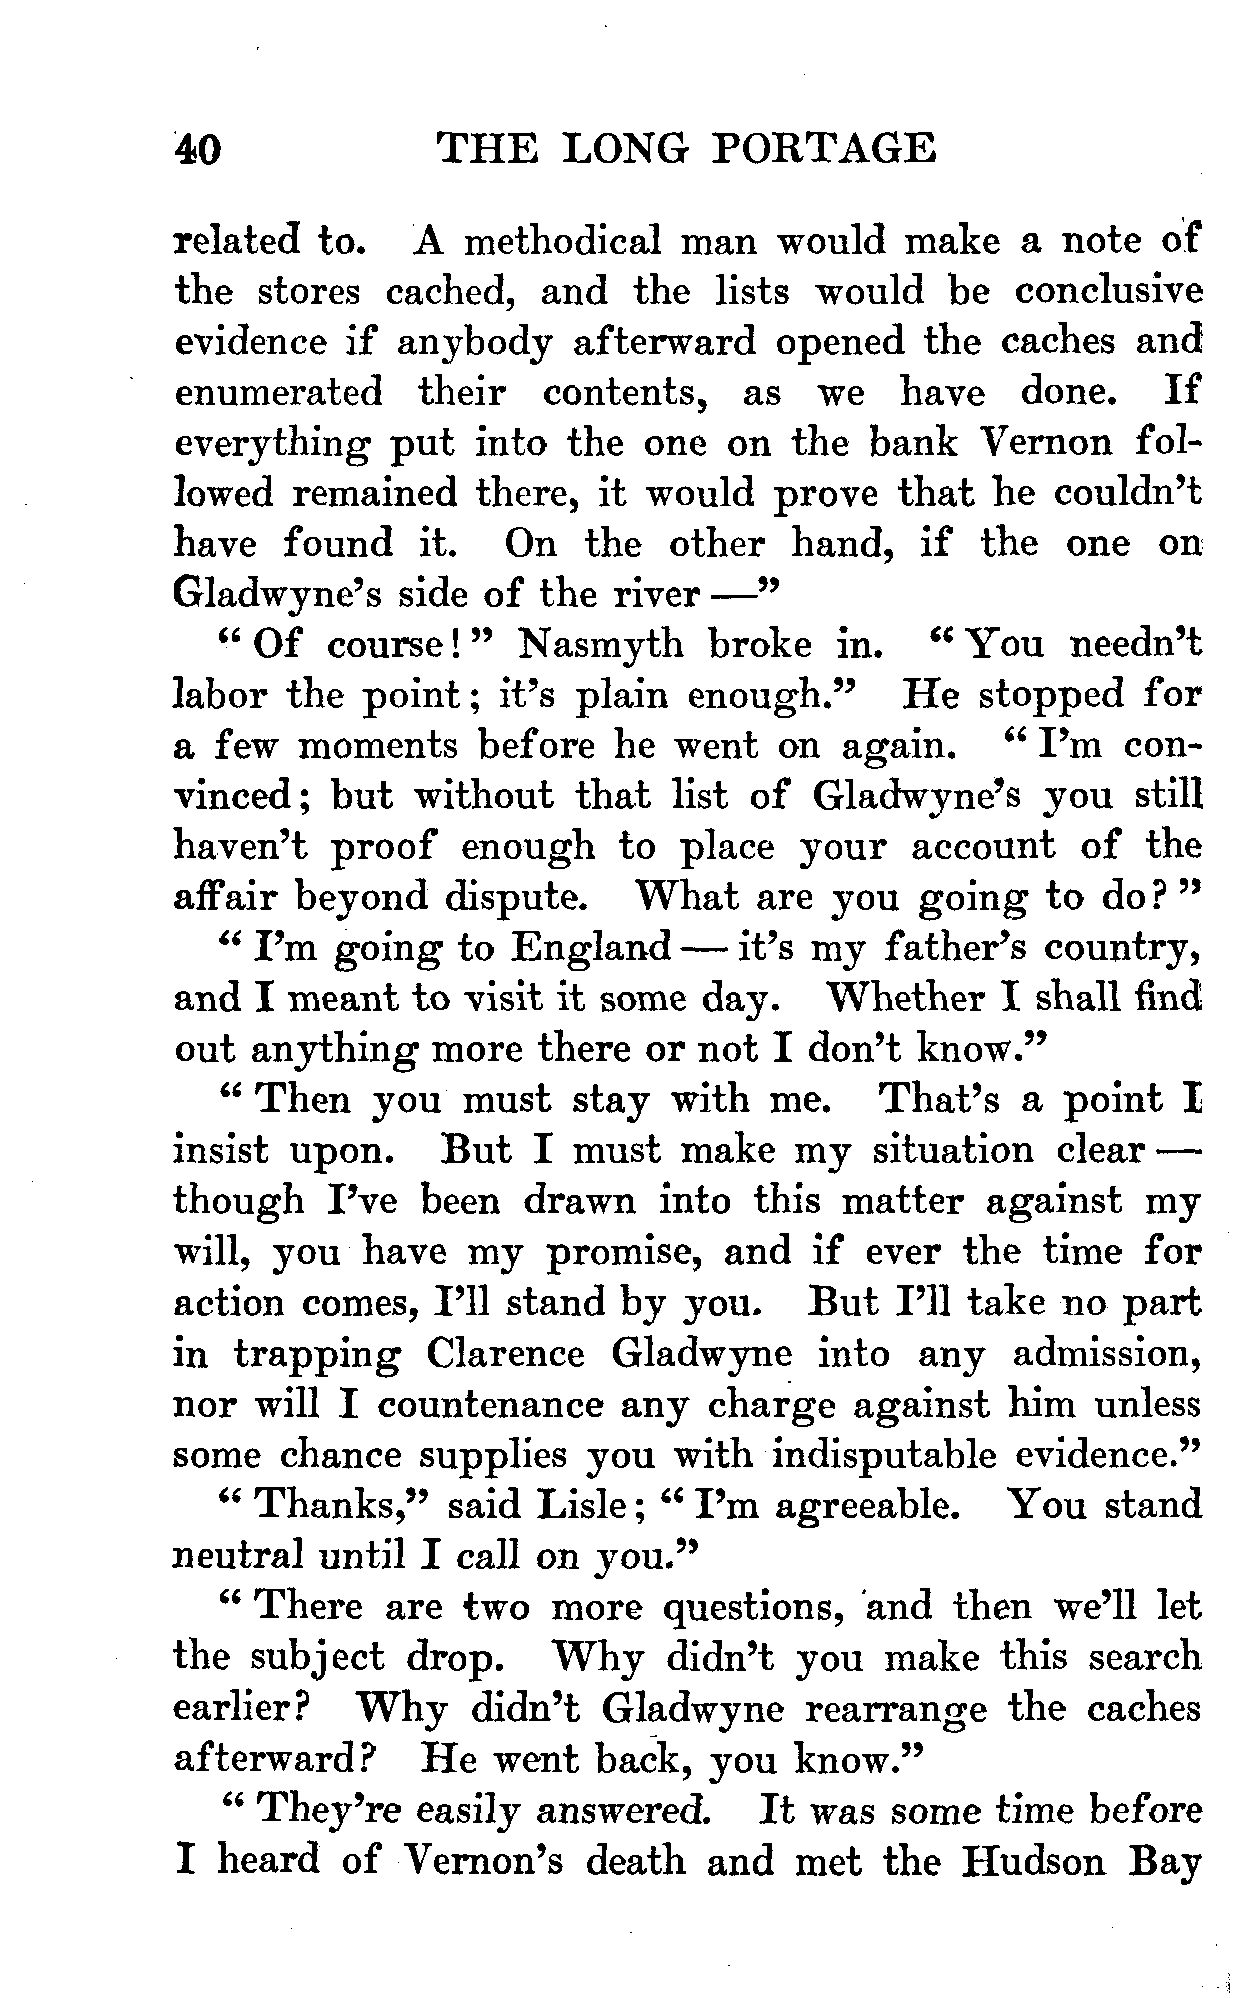 40 THE LONG PORTAGE
related to. A methodical man would make a note of
the stores cached, and the lists would be conclusive
evidence if anybody afterward opened the caches and
enumerated their contents, as we have done. If
everything put into the one on the bank Vernon fol-
lowed remained there, it would prove that he couldn't
have found it. On the other hand, if the one on
Gladwyne's side of the river —"
" Of course! " Nasmyth broke in. " You needn't
labor the point; it's plain enough." He stopped for
a few moments before he went on again. " I'm con-
vinced; but without that list of Gladwyne's you still
haven't proof enough to place your account of the
affair beyond dispute. What are you going to do? "
" I'm going to England — it's my father's country,
and I meant to visit it some day. Whether I shall find
out anything more there or not I don't know."
" Then you must stay with me. That's a point I
insist upon. But I must make my situation clear —
though I've been drawn into this matter against my
will, you have my promise, and if ever the time for
action comes, I'll stand by you. But I'll take no part
in trapping Clarence Gladwyne into any admission,
nor will I countenance any charge against him unless
some chance supplies you with indisputable evidence."
" Thanks," said Lisle; " I'm agreeable. You stand
neutral until I call on you."
" There are two more questions, and then we'll let
the subject drop. Why didn't you make this search
earlier? Why didn't Gladwyne rearrange the caches
afterward? He went back, you know."
" They're easily answered. It was some time before
I heard of Vernon's death and met the Hudson Bay